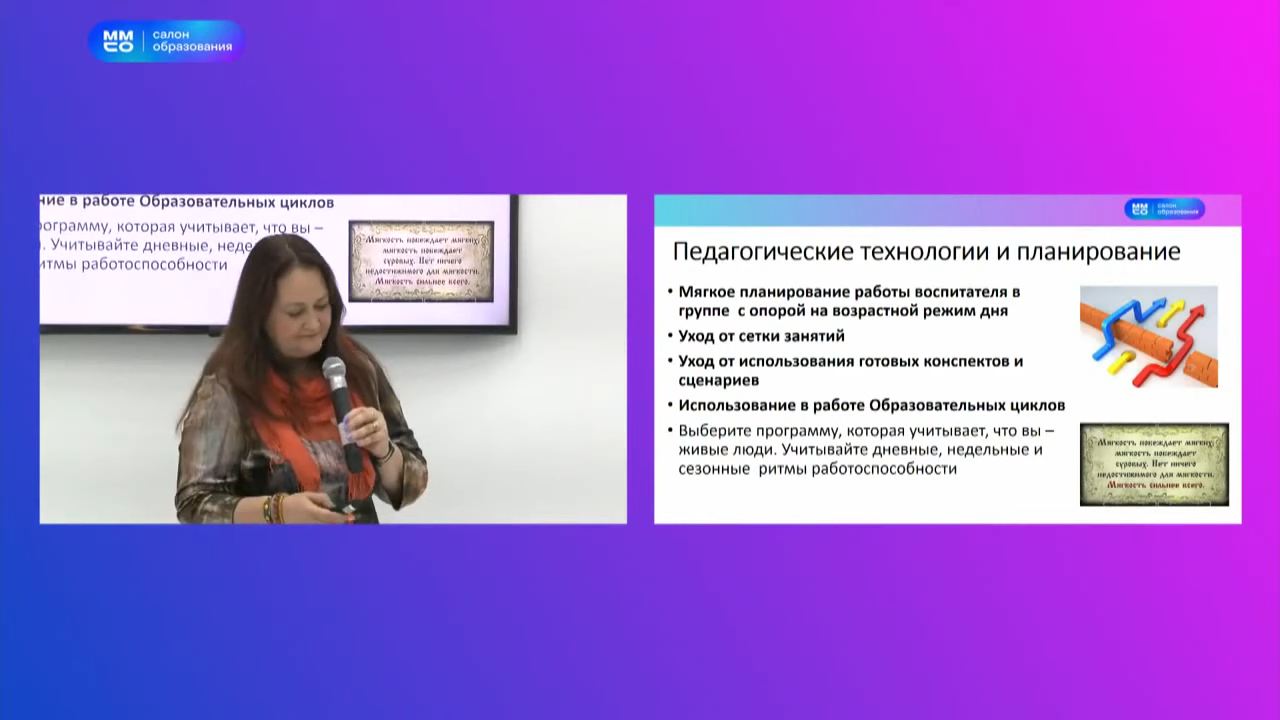 ММ
СО
салон
образования
ние в работе Образовательных циклов
ограмму, которая учитывает, что вы –
. Учитывайте дневные, неде
итмы работоспособности
Мягкость побеждает мягких,
мягкость побеждает
суровых. Нет ничего
недостижимого для мягкости.
Мягкость сильнее всего.
ММ
СО
салон
образования
Педагогические технологии и планирование
• Мягкое планирование работы воспитателя в
группе с опорой на возрастной режим дня
• Уход от сетки занятий
• Уход от использования готовых конспектов и
сценариев
• Использование в работе Образовательных циклов
• Выберите программу, которая учитывает, что вы –
живые люди. Учитывайте дневные, недельные и
сезонные ритмы работоспособности
Мягкость побеждает мягких,
мягкость побеждает
суровых. Нет ничего
недостижимого для мягкости.
Мягкость сильнее всего.